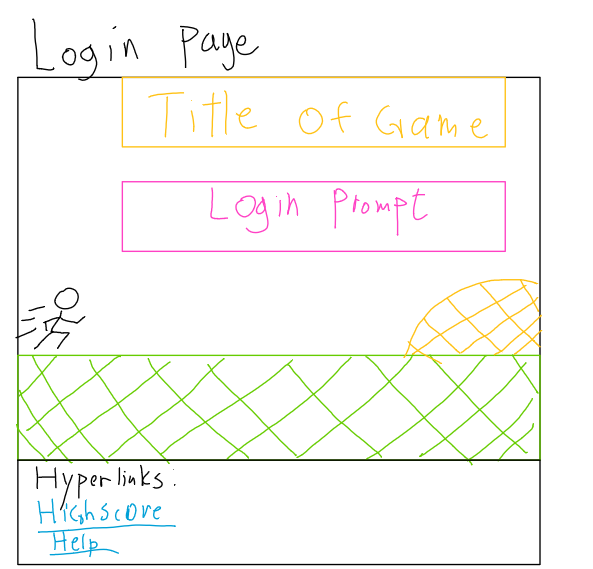 Login Page
Title of Game
Login Prompt
Hyperlinks:
Highscore
Help